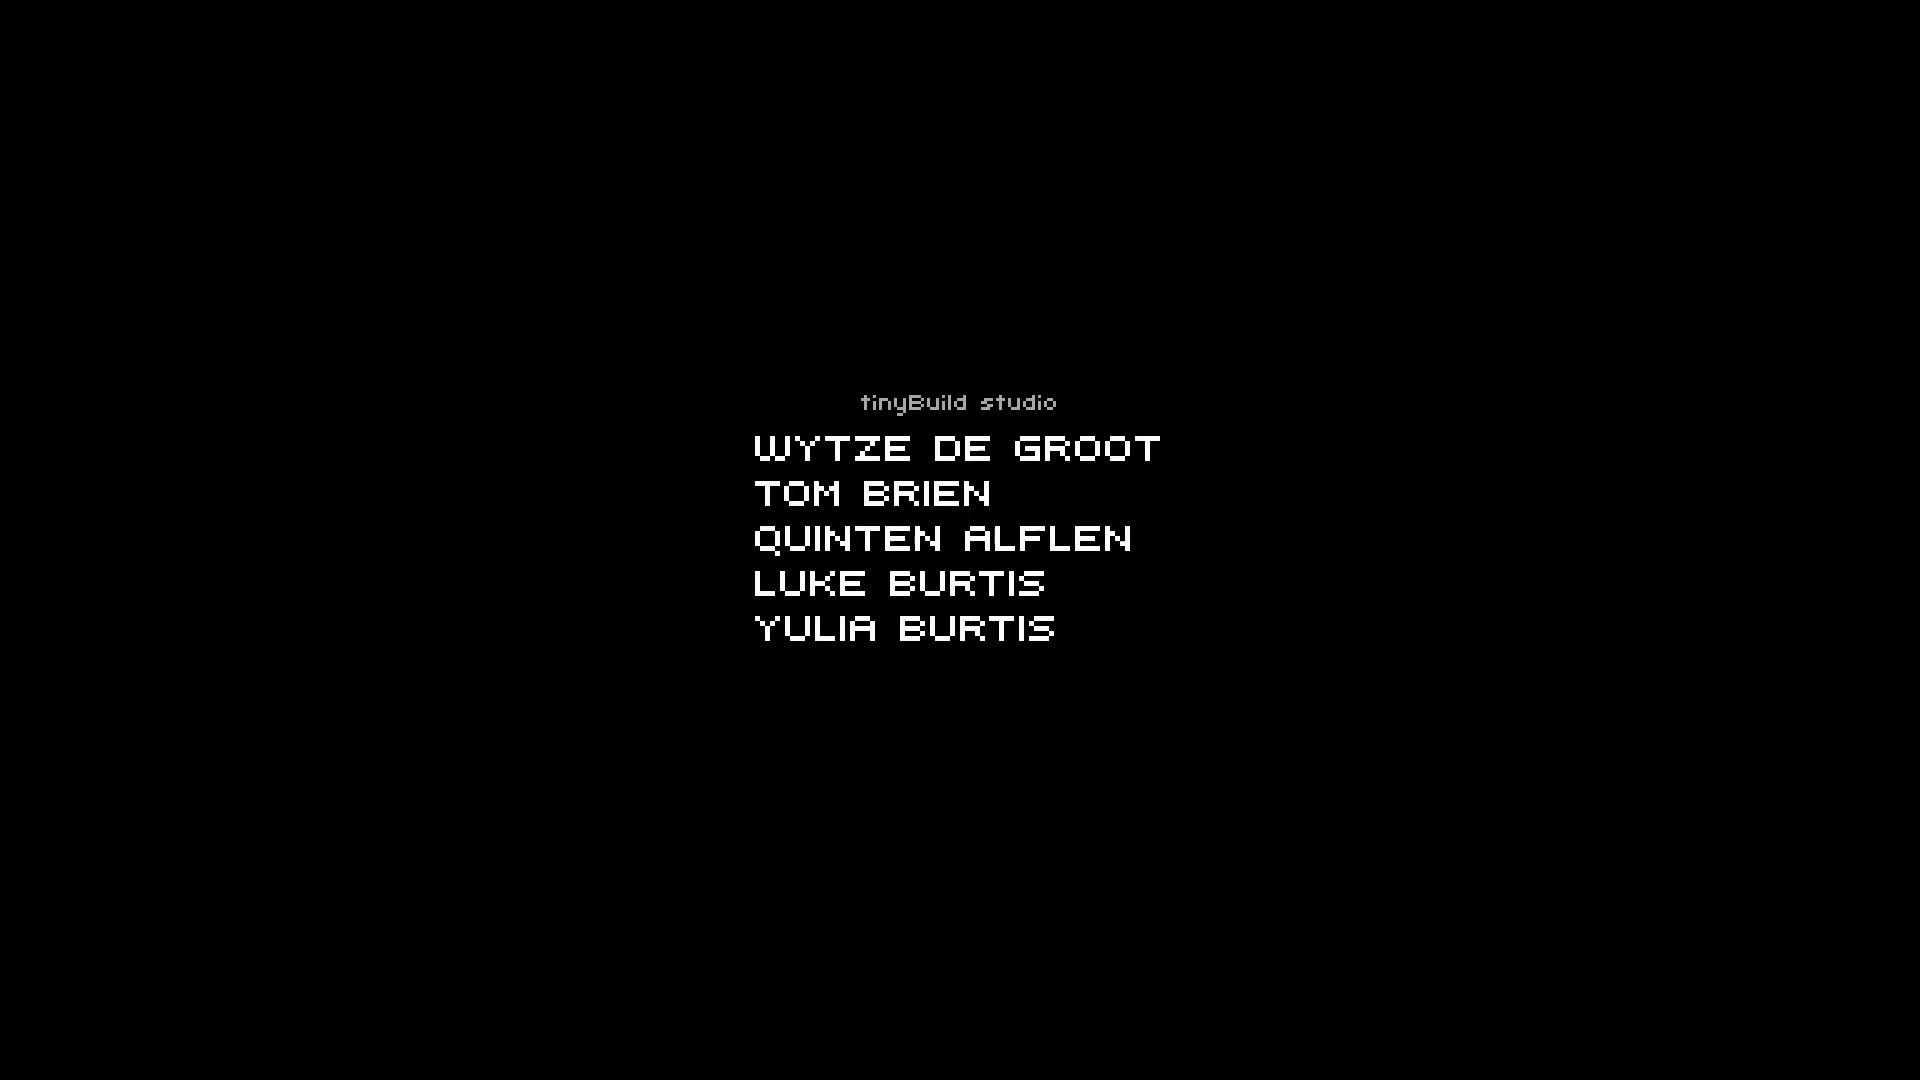 tinyBuild studio
WYTZE DE GROOT
TOM BRIEN
QUINTEN ALFLEN
LUKE BURTIS
YULIA BURTIS